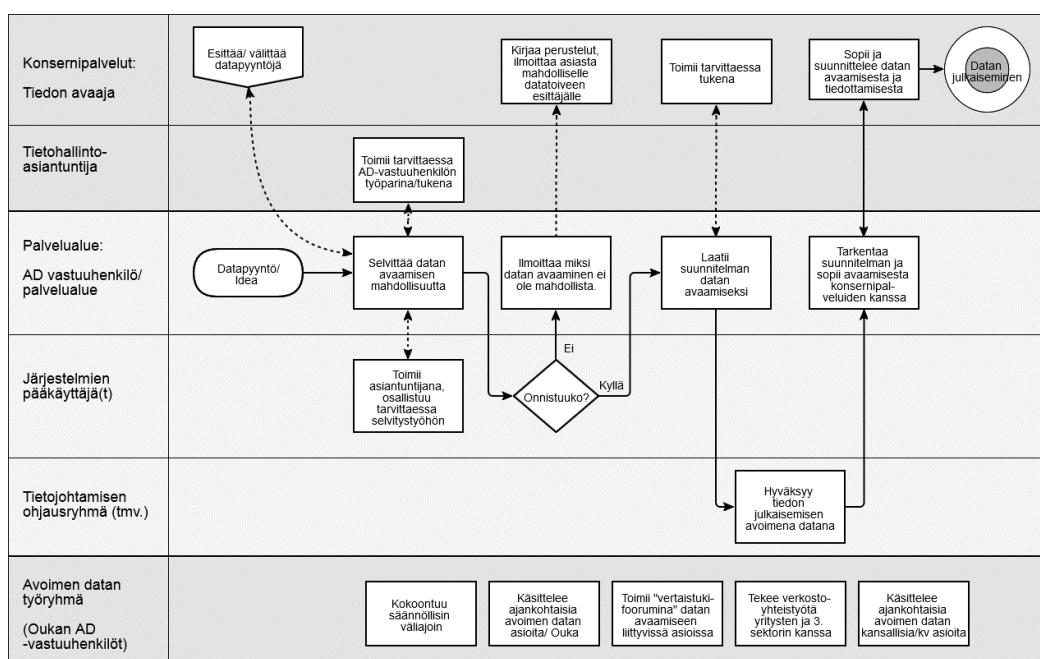 Konsernipalvelut:
Tiedon avaaja
Esittää/ välittää
datapyyntöjä
Kirjaa perustelut,
ilmoittaa asiasta
mahdolliselle
datatoiveen
esittäjälle
Toimii tarvittaessa
tukena
Sopii ja
suunnittelee datan
avaamisesta ja
tiedottamisesta
Datan
julkaiseminen
Tietohallinto-
asiantuntija
Toimii tarvittaessa
AD-vastuuhenkilön
työparina/tukena
Palvelualue:
AD vastuuhenkilö/
palvelualue
Datapyyntö/
Idea
Selvittää datan
avaamisen
mahdollisuutta
Ilmoittaa miksi
datan avaaminen ei
ole mahdollista.
Laatii
suunnitelman
datan
avaamiseksi
Tarkentaa
suunnitelman ja
sopii avaamisesta
konsernipal-
veluiden kanssa
Järjestelmien
pääkäyttäjä(t)
Toimii
asiantuntijana,
osallistuu
tarvittaessa
selvitystyöhön
Ei
Onnistuuko?
Kyllä
Tietojohtamisen
ohjausryhmä (tmv.)
Hyväksyy
tiedon
julkaisemisen
avoimena datana
Avoimen datan
työryhmä
(Oukan AD
-vastuuhenkilöt)
Kokoontuu
säännöllisin
väliajoin
Käsittelee
ajankohtaisia
avoimen datan
asioita/ Ouka
Toimii "vertaistuki-
foorumina" datan
avaamiseen
liittyvissä asioissa
Tekee verkosto-
yhteistyötä
yritysten ja 3.
sektorin kanssa
Käsittelee
ajankohtaisia
avoimen datan
kansallisia/kv asioita